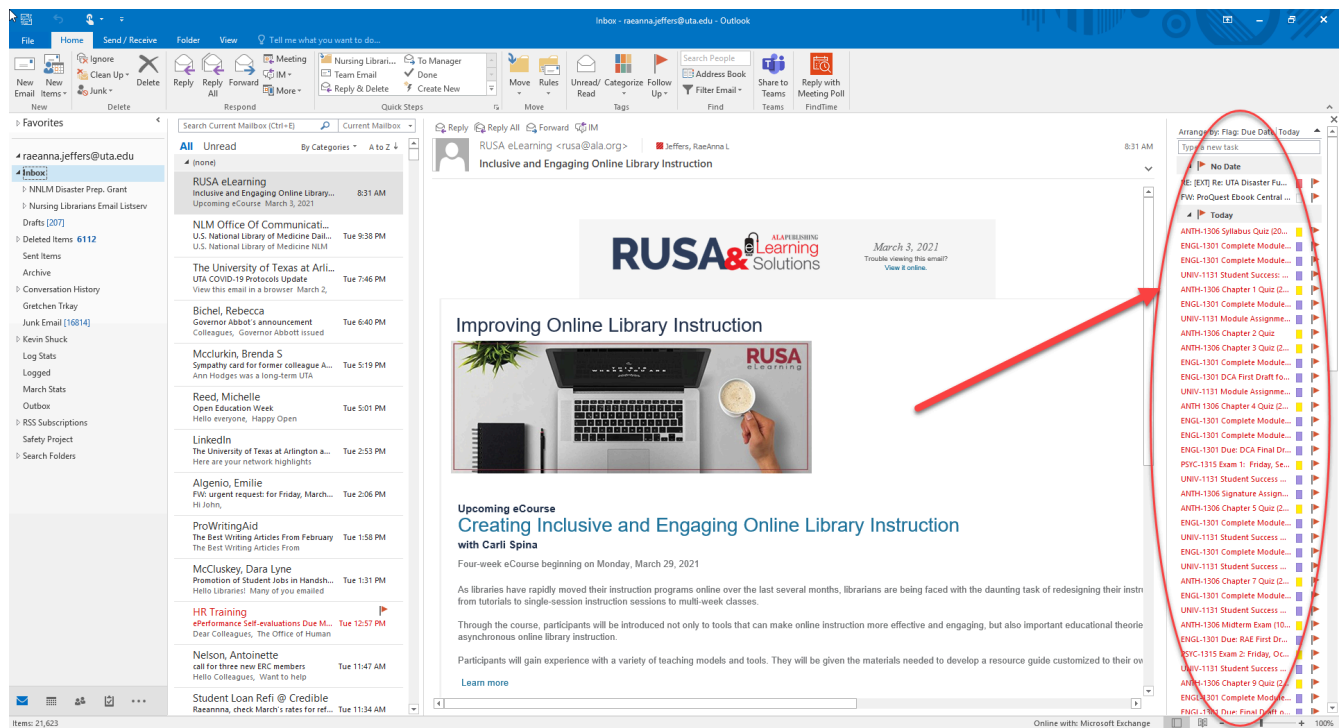 Inbox - raeanna.jeffers@uta.edu - Outlook
File Home Send / Receive Folder View Tell me what you want to do...
New Email
New Items
Ignore
Clean Up
Junk
Delete
Reply
Reply All
Forward
Meeting
IM
More
Nursing Librari...
Team Email
Reply & Delete
To Manager
Done
Create New
Move
Rules
Unread/ Read
Categorize
Follow Up
Search People
Address Book
Filter Email
Share to Teams
Reply with Meeting Poll
New Delete Respond Quick Steps Move Tags Find Teams FindTime
Favorites
raeanna.jeffers@uta.edu
Inbox
NNLM Disaster Prep. Grant
Nursing Librarians Email Listserv
Drafts [207]
Deleted Items 6112
Sent Items
Archive
Conversation History
Gretchen Trkay
Junk Email [16814]
Kevin Shuck
Log Stats
Logged
March Stats
Outbox
RSS Subscriptions
Safety Project
Search Folders
Search Current Mailbox (Ctrl+E) Current Mailbox
All Unread By Categories A to Z
(none)
RUSA eLearning
Inclusive and Engaging Online Library... 8:31 AM
Upcoming eCourse March 3, 2021
NLM Office Of Communicati...
U.S. National Library of Medicine Dail... Tue 9:38 PM
U.S. National Library of Medicine NLM
The University of Texas at Arli...
UTA COVID-19 Protocols Update Tue 7:46 PM
View this email in a browser March 2,
Bichel, Rebecca
Governor Abbot's announcement Tue 6:40 PM
Colleagues, Governor Abbott issued
Mcclurkin, Brenda S
Sympathy card for former colleague A... Tue 5:19 PM
Ann Hodges was a long-term UTA
Reed, Michelle
Open Education Week Tue 5:01 PM
Hello everyone, Happy Open
LinkedIn
The University of Texas at Arlington a... Tue 2:53 PM
Here are your network highlights
Algenio, Emilie
FW: urgent request: for Friday, March... Tue 2:06 PM
Hi John,
ProWritingAid
The Best Writing Articles From February Tue 1:58 PM
The Best Writing Articles From
McCluskey, Dara Lyne
Promotion of Student Jobs in Handsh... Tue 1:31 PM
Hello Libraries! Many of you emailed
HR Training
ePerformance Self-evaluations Due M... Tue 12:57 PM
Dear Colleagues, The Office of Human
Nelson, Antoinette
call for three new ERC members Tue 11:47 AM
Hello Colleagues, Want to help
Student Loan Refi @ Credible
Raeannna, check March's rates for ref... Tue 11:34 AM
Reply Reply All Forward IM
RUSA eLearning <rusa@ala.org> Jeffers, RaeAnna L 8:31 AM
Inclusive and Engaging Online Library Instruction
RUSA& ALAPUBLISHING eLearning Solutions
March 3, 2021
Trouble viewing this email?
View it online.
Improving Online Library Instruction
RUSA
eLearning
Upcoming eCourse
Creating Inclusive and Engaging Online Library Instruction
with Carli Spina
Four-week eCourse beginning on Monday, March 29, 2021
As libraries have rapidly moved their instruction programs online over the last several months, librarians are being faced with the daunting task of redesigning their instru
from tutorials to single-session instruction sessions to multi-week classes.
Through the course, participants will be introduced not only to tools that can make online instruction more effective and engaging, but also important educational theorie
asynchronous online library instruction.
Participants will gain experience with a variety of teaching models and tools. They will be given the materials needed to develop a resource guide customized to their ow
Learn more
Arrange by: Flag: Due Date Today
Type a new task
No Date
RE: [EXT] Re: UTA Disaster Fu...
FW: ProQuest Ebook Central ...
Today
ANTH-1306 Syllabus Quiz (20...
ENGL-1301 Complete Module...
ENGL-1301 Complete Module...
UNIV-1131 Student Success: ...
ANTH-1306 Chapter 1 Quiz (2...
ENGL-1301 Complete Module...
UNIV-1131 Module Assignme...
ANTH-1306 Chapter 2 Quiz
ANTH-1306 Chapter 3 Quiz (2...
ENGL-1301 Complete Module...
ENGL-1301 DCA First Draft fo...
UNIV-1131 Module Assignme...
ANTH 1306 Chapter 4 Quiz (2...
ENGL-1301 Complete Module...
ENGL-1301 Complete Module...
ENGL-1301 Due: DCA Final Dr...
PSYC-1315 Exam 1: Friday, Se...
UNIV-1131 Student Success ...
ANTH-1306 Signature Assign...
ANTH-1306 Chapter 5 Quiz (2...
ENGL-1301 Complete Module...
UNIV-1131 Student Success ...
ENGL-1301 Complete Module...
UNIV-1131 Student Success ...
ANTH-1306 Chapter 7 Quiz (2...
ENGL-1301 Complete Module...
UNIV-1131 Student Success ...
ANTH-1306 Midterm Exam (10...
ENGL-1301 Due: RAE First Dr...
PSYC-1315 Exam 2: Friday, Oc...
UNIV-1131 Student Success ...
ANTH-1306 Chapter 9 Quiz (2...
ENGL-1301 Complete Module...
ENGL-1301 Due: Final Draft o...
Items: 21,623 Online with: Microsoft Exchange 100%